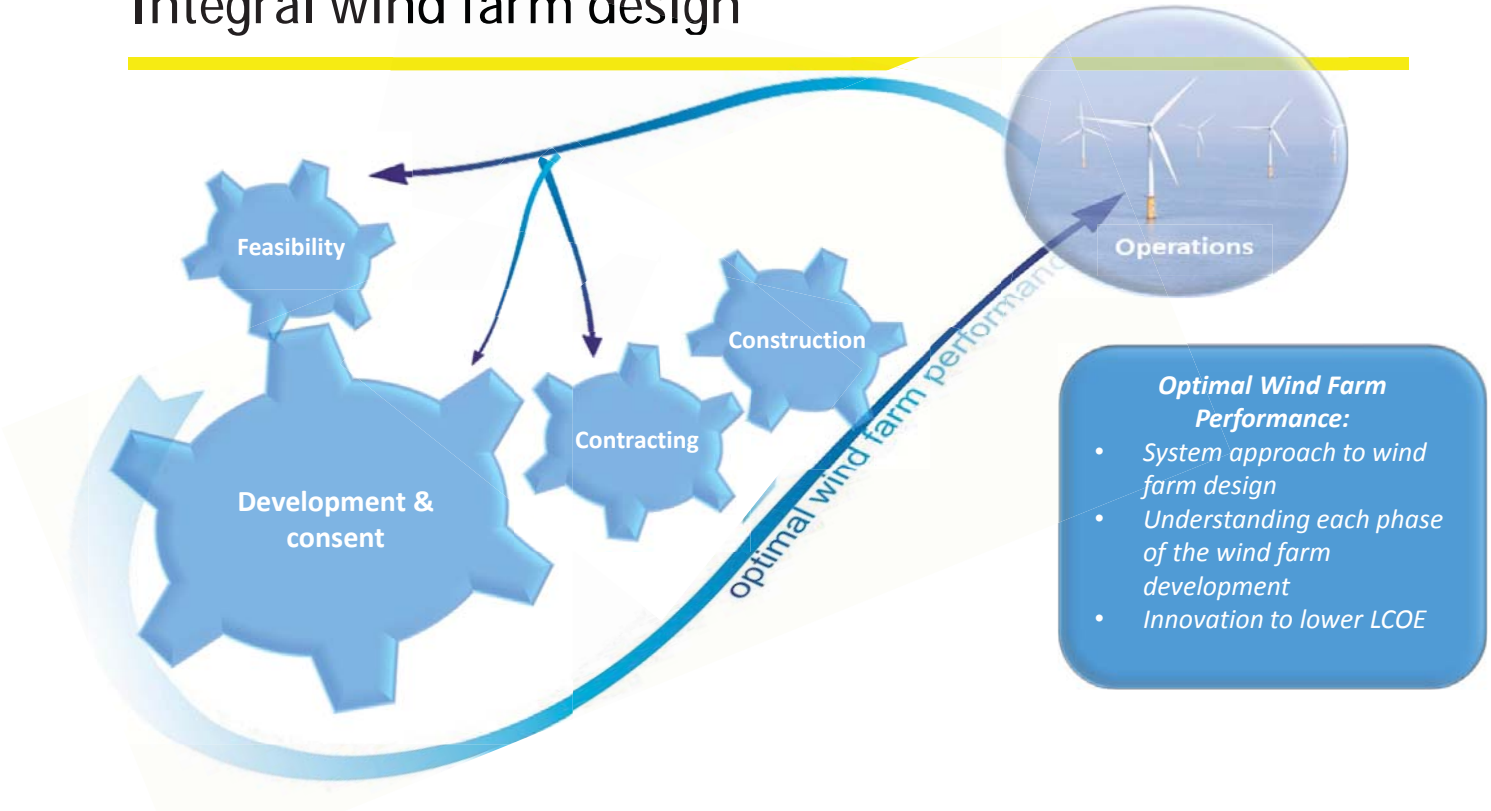 Integral wind farm design
Feasibility
Operations
Construction
Contracting
Development &
consent
optimal wind farm performance
Optimal Wind Farm
Performance:
• System approach to wind
farm design
• Understanding each phase
of the wind farm
development
• Innovation to lower LCOE